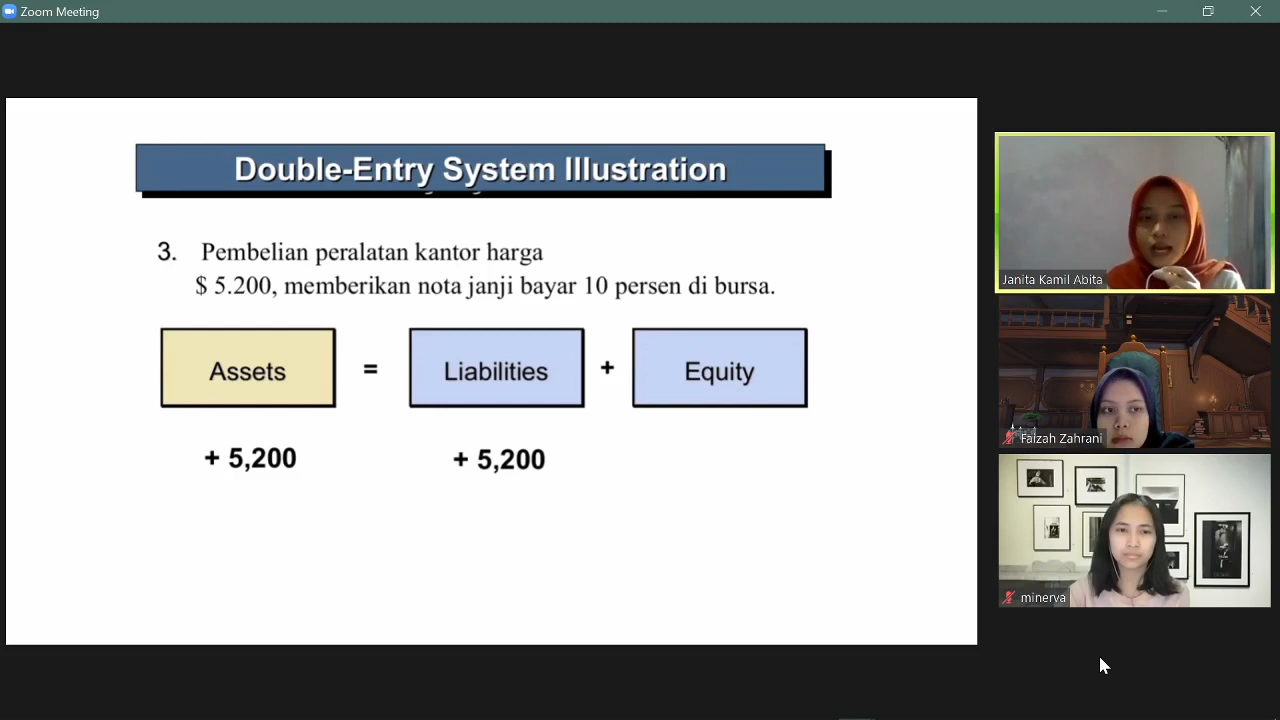 Zoom Meeting
Double-Entry System Illustration
3. Pembelian peralatan kantor harga
$ 5.200, memberikan nota janji bayar 10 persen di bursa.
Assets = Liabilities + Equity
+ 5,200 + 5,200
Janita Kamil Abita
Faizah Zahrani
minerva